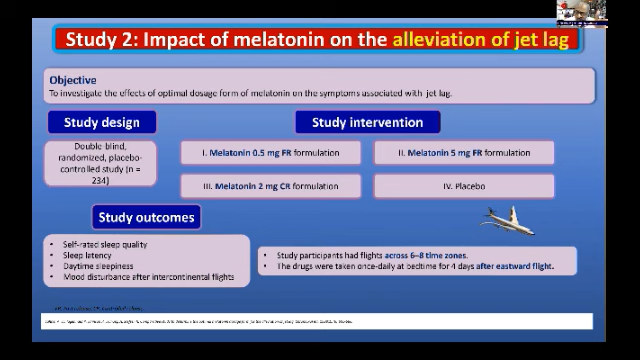 Study 2: Impact of melatonin on the alleviation of jet lag
Objective
To investigate the effects of optimal dosage form of melatonin on the symptoms associated with jet lag.
Study design
Study intervention
Double blind,
randomized, placebo-
controlled study (n =
234)
I. Melatonin 0.5 mg FR formulation
II. Melatonin 5 mg FR formulation
III. Melatonin 2 mg CR formulation
IV. Placebo
Study outcomes
• Self-rated sleep quality
• Sleep latency
• Daytime sleepiness
• Mood disturbance after intercontinental flights
• Study participants had flights across 6–8 time zones.
• The drugs were taken once-daily at bedtime for 4 days after eastward flight.